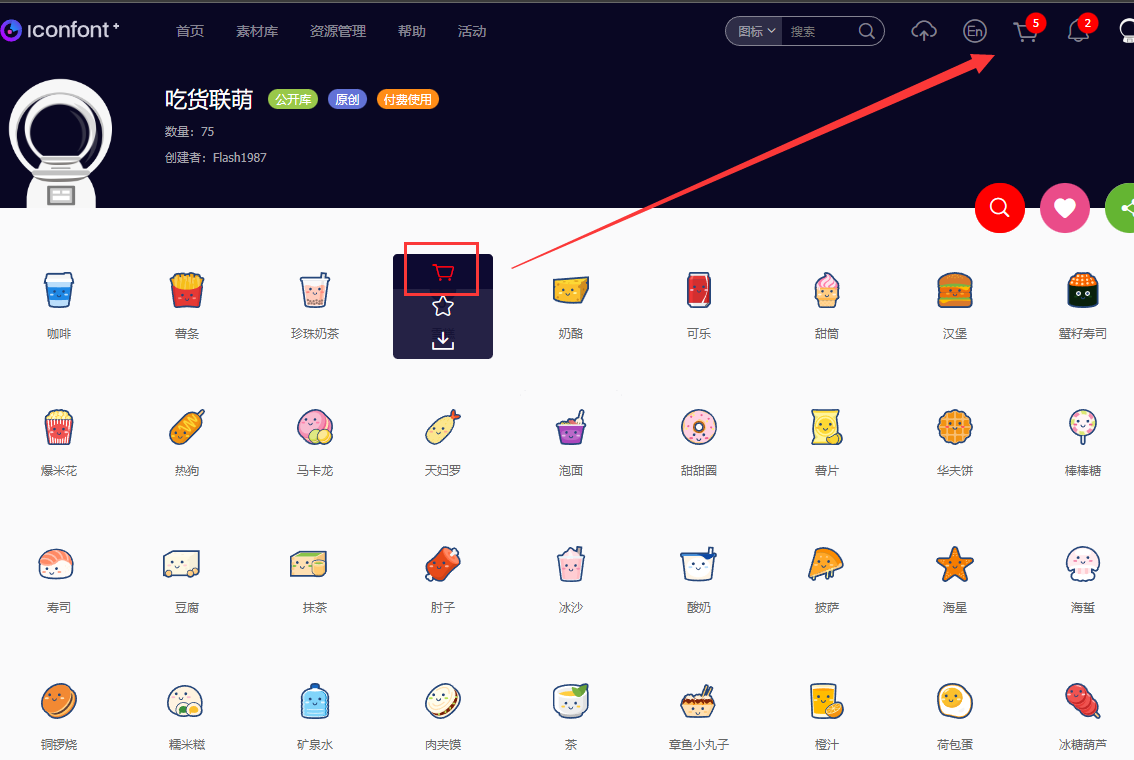 iconfont+ 首页 素材库 资源管理 帮助 活动 图标 搜索 En 5 2
吃货联萌 公开库 原创 付费使用
数量：75
创建者：Flash1987
咖啡 薯条 珍珠奶茶 奶酪 可乐 甜筒 汉堡 蟹籽寿司
爆米花 热狗 马卡龙 天妇罗 泡面 甜甜圈 薯片 华夫饼 棒棒糖
寿司 豆腐 抹茶 肘子 冰沙 酸奶 披萨 海星 海蜇
铜锣烧 糯米糍 矿泉水 肉夹馍 茶 章鱼小丸子 橙汁 荷包蛋 冰糖葫芦